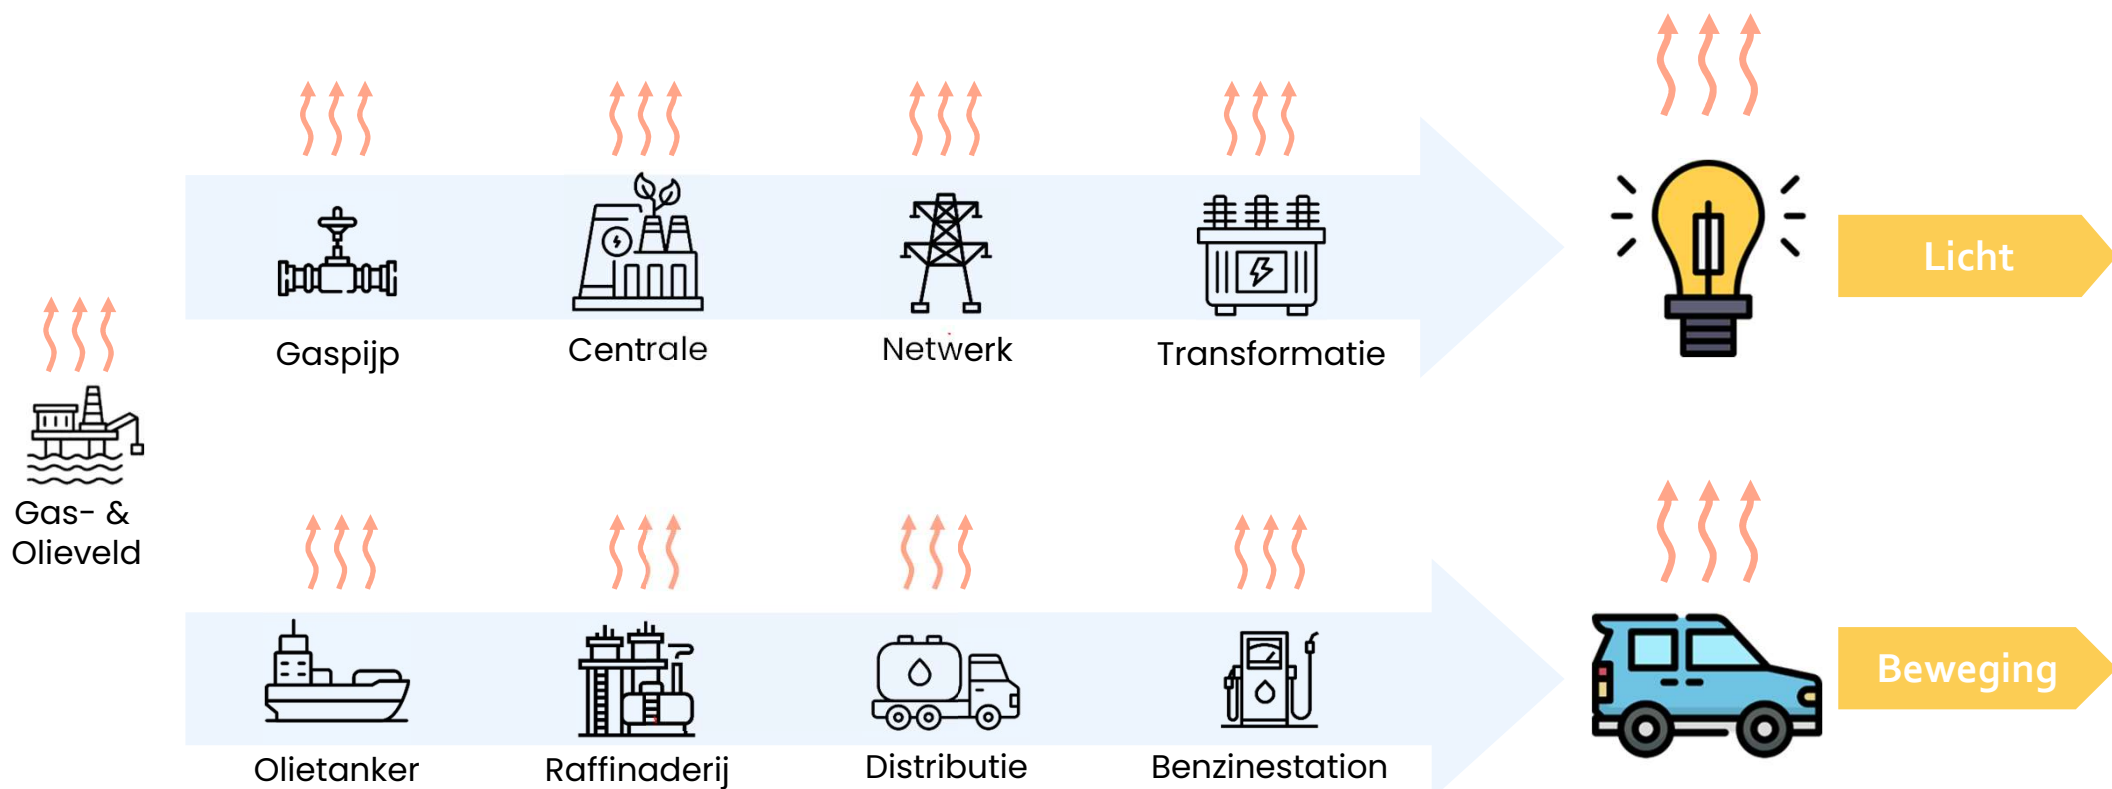 Licht
Gaspijp
Centrale
Netwerk
Transformatie
Gas- &
Olieveld
Beweging
Olietanker
Raffinaderij
Distributie
Benzinestation